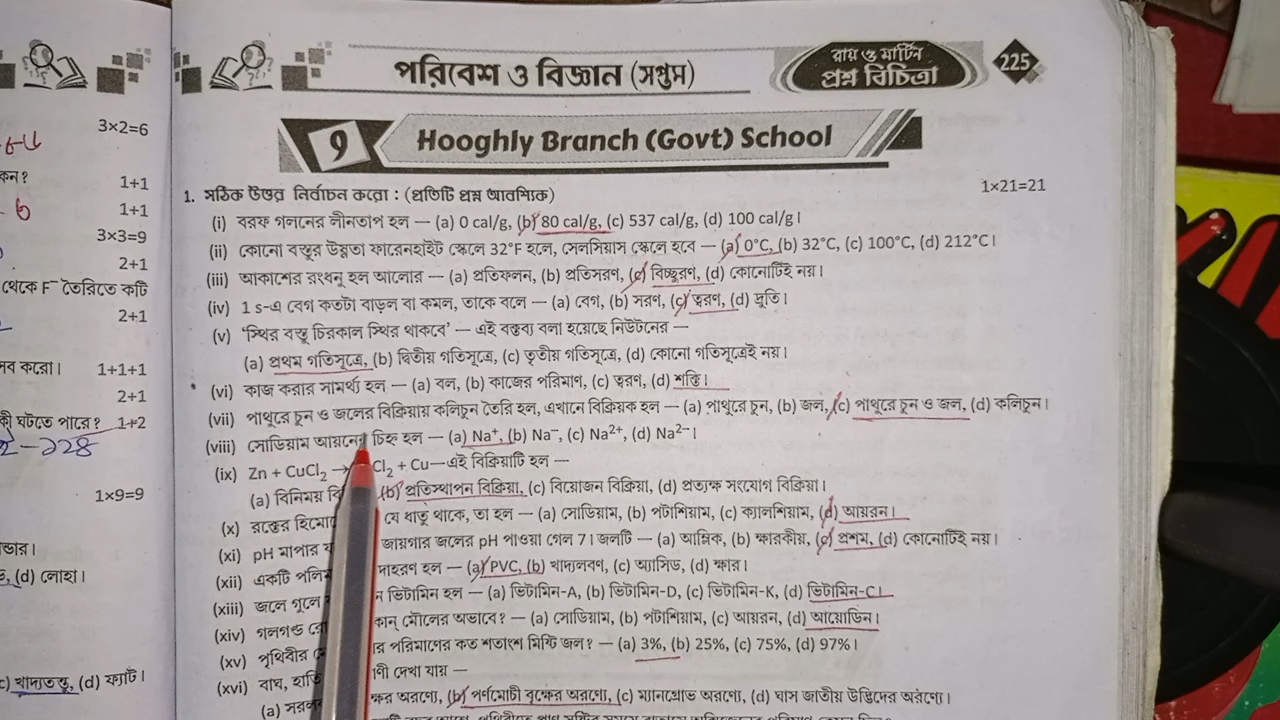 পরিবেশ ও বিজ্ঞান (সপ্তম)
রায় ও মার্টিন
প্রশ্ন বিচিত্রা
225
9 Hooghly Branch (Govt) School
1. সঠিক উত্তর নির্বাচন করো : (প্রতিটি প্রশ্ন আবশ্যিক) 1×21=21
(i) বরফ গলনের লীনতাপ হল — (a) 0 cal/g, (b) 80 cal/g, (c) 537 cal/g, (d) 100 cal/g।
(ii) কোনো বস্তুর উষ্ণতা ফারেনহাইট স্কেলে 32°F হলে, সেলসিয়াস স্কেলে হবে — (a) 0°C, (b) 32°C, (c) 100°C, (d) 212°C।
(iii) আকাশের রংধনু হল আলোর — (a) প্রতিফলন, (b) প্রতিসরণ, (c) বিচ্ছুরণ, (d) কোনোটিই নয়।
(iv) 1 s-এ বেগ কতটা বাড়ল বা কমল, তাকে বলে — (a) বেগ, (b) সরণ, (c) ত্বরণ, (d) দ্রুতি।
(v) ‘স্থির বস্তু চিরকাল স্থির থাকবে’ — এই বক্তব্য বলা হয়েছে নিউটনের —
(a) প্রথম গতিসূত্রে, (b) দ্বিতীয় গতিসূত্রে, (c) তৃতীয় গতিসূত্রে, (d) কোনো গতিসূত্রেই নয়।
(vi) কাজ করার সামর্থ্য হল — (a) বল, (b) কাজের পরিমাণ, (c) ত্বরণ, (d) শক্তি।
(vii) পাথুরে চুন ও জলের বিক্রিয়ায় কলিচুন তৈরি হল, এখানে বিক্রিয়ক হল — (a) পাথুরে চুন, (b) জল, (c) পাথুরে চুন ও জল, (d) কলিচুন।
(viii) সোডিয়াম আয়নের চিহ্ন হল — (a) Na⁺, (b) Na⁻, (c) Na²⁺, (d) Na²⁻।
(ix) Zn + CuCl₂ → Cl₂ + Cu—এই বিক্রিয়াটি হল —
(a) বিনিময় (b) প্রতিস্থাপন বিক্রিয়া, (c) বিয়োজন বিক্রিয়া, (d) প্রত্যক্ষ সংযোগ বিক্রিয়া।
(x) রক্তের যে ধাতু থাকে, তা হল — (a) সোডিয়াম, (b) পটাশিয়াম, (c) ক্যালশিয়াম, (d) আয়রন।
(xi) pH মাপার জায়গার জলের pH পাওয়া গেল 7। জলটি — (a) আম্লিক, (b) ক্ষারকীয়, (c) প্রশম, (d) কোনোটিই নয়।
(xii) একটি হল — (a) PVC, (b) খাদ্যলবণ, (c) অ্যাসিড, (d) ক্ষার।
(xiii) জলে গুলে ভিটামিন হল — (a) ভিটামিন-A, (b) ভিটামিন-D, (c) ভিটামিন-K, (d) ভিটামিন-C।
(xiv) গলগণ্ড মৌলের অভাবে? — (a) সোডিয়াম, (b) পটাশিয়াম, (c) আয়রন, (d) আয়োডিন।
(xv) পৃথিবীর পরিমাণের কত শতাংশ মিষ্টি জল? — (a) 3%, (b) 25%, (c) 75%, (d) 97%।
(xvi) বাঘ, দেখা যায় —
(a) অরণ্যে, (b) পর্ণমোচী বৃক্ষের অরণ্যে, (c) ম্যানগ্রোভ অরণ্যে, (d) ঘাস জাতীয় উদ্ভিদের অরণ্যে।
3×2=6
কন?
1+1
1+1
3×3=9
2+1
থেকে F⁻ তৈরিতে কটি
2+1
করো। 1+1+1
2+1
কী ঘটতে পারে? 1+2
1×9=9
(d) লোহা।
c) খাদ্যতন্তু, (d) ফ্যাট।